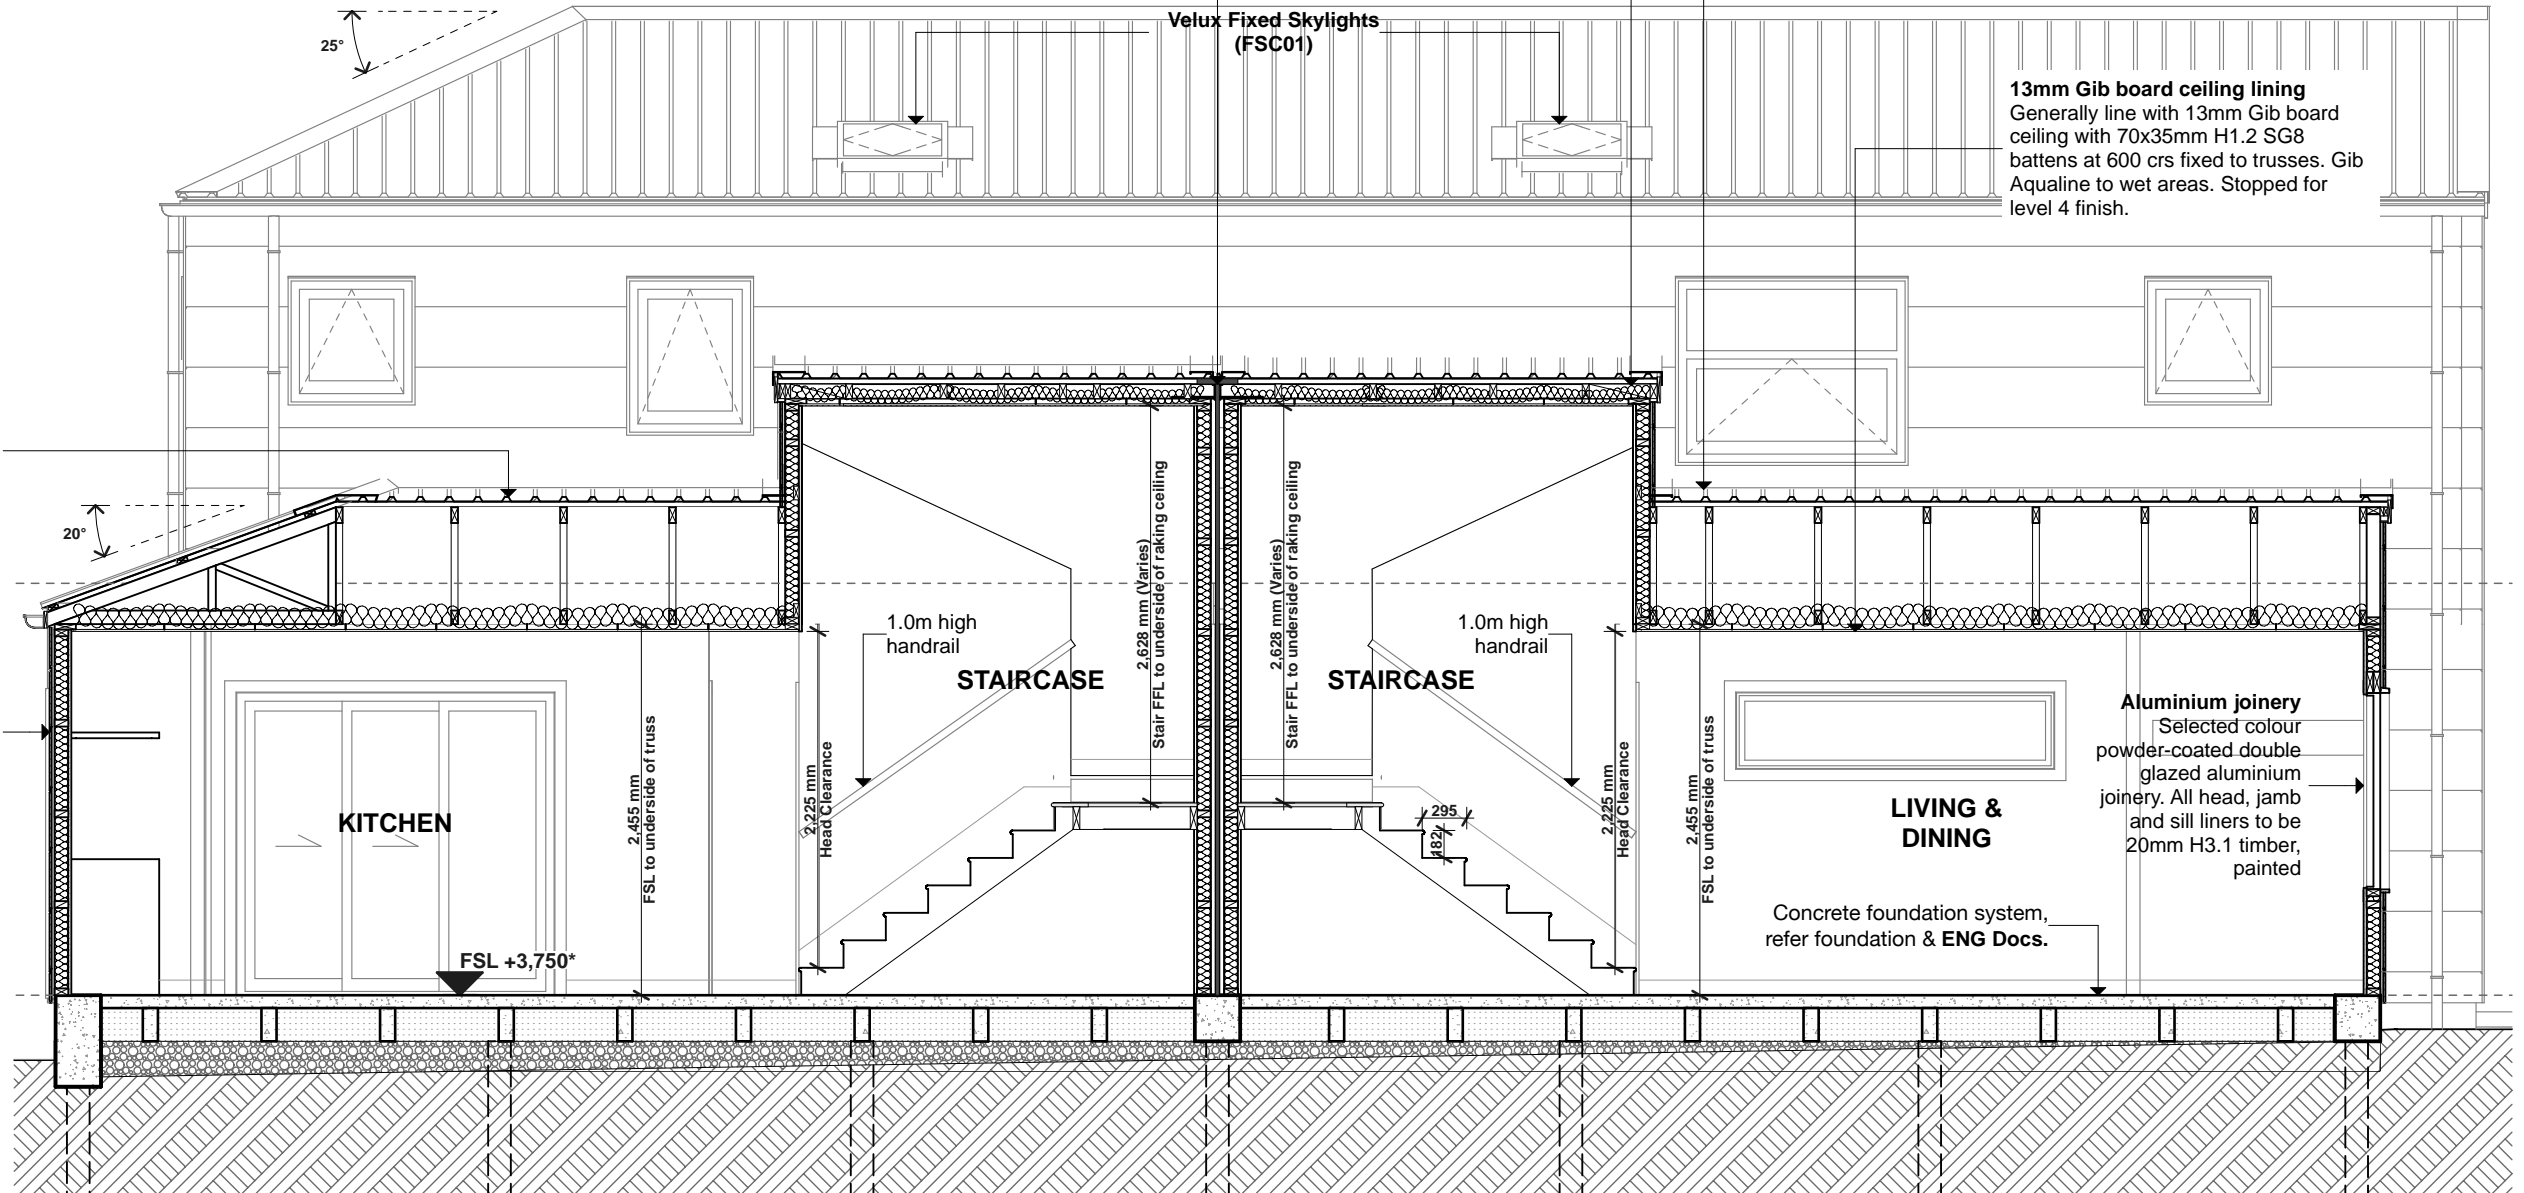 25°
Velux Fixed Skylights
(FSC01)
13mm Gib board ceiling lining
Generally line with 13mm Gib board
ceiling with 70x35mm H1.2 SG8
battens at 600 crs fixed to trusses. Gib
Aqualine to wet areas. Stopped for
level 4 finish.
20°
1.0m high
handrail
STAIRCASE
2,628 mm (Varies)
Stair FFL to underside of raking ceiling
2,628 mm (Varies)
Stair FFL to underside of raking ceiling
1.0m high
handrail
STAIRCASE
KITCHEN
2,455 mm
FSL to underside of truss
2,225 mm
Head Clearance
295
182
2,225 mm
Head Clearance
2,455 mm
FSL to underside of truss
LIVING &
DINING
Aluminium joinery
Selected colour
powder-coated double
glazed aluminium
joinery. All head, jamb
and sill liners to be
20mm H3.1 timber,
painted
FSL +3,750*
Concrete foundation system,
refer foundation & ENG Docs.